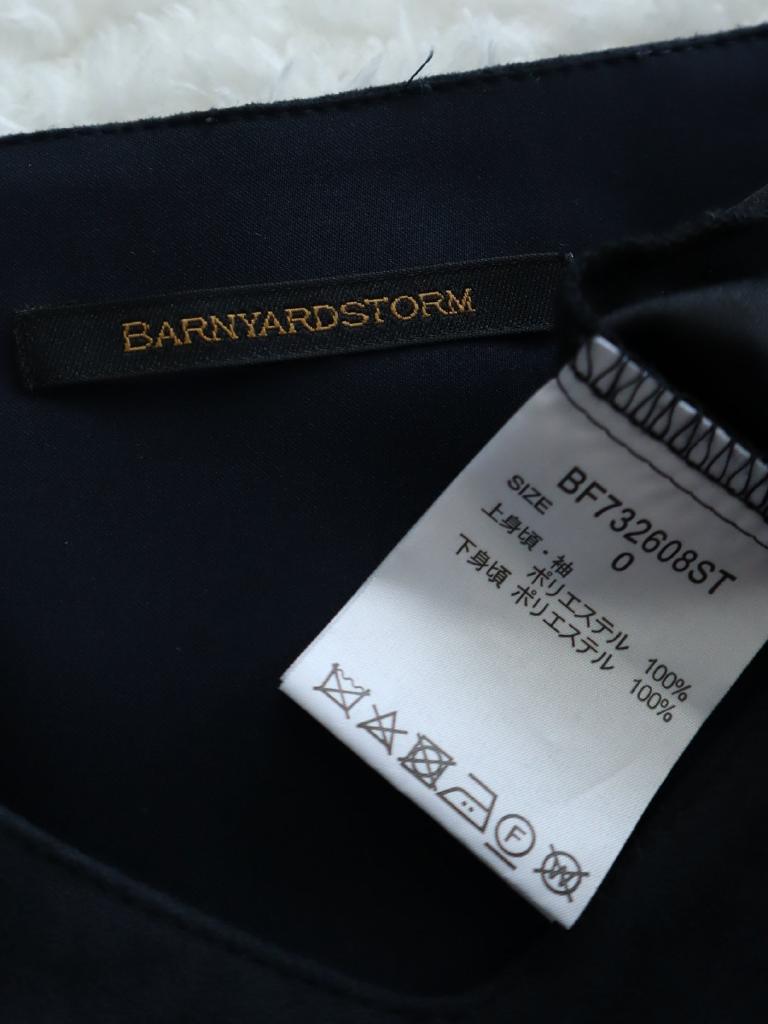 BARNYARDSTORM
BF732608ST
SIZE 0
上身頃・袖
ポリエステル 100%
下身頃 ポリエステル 100%
F
W